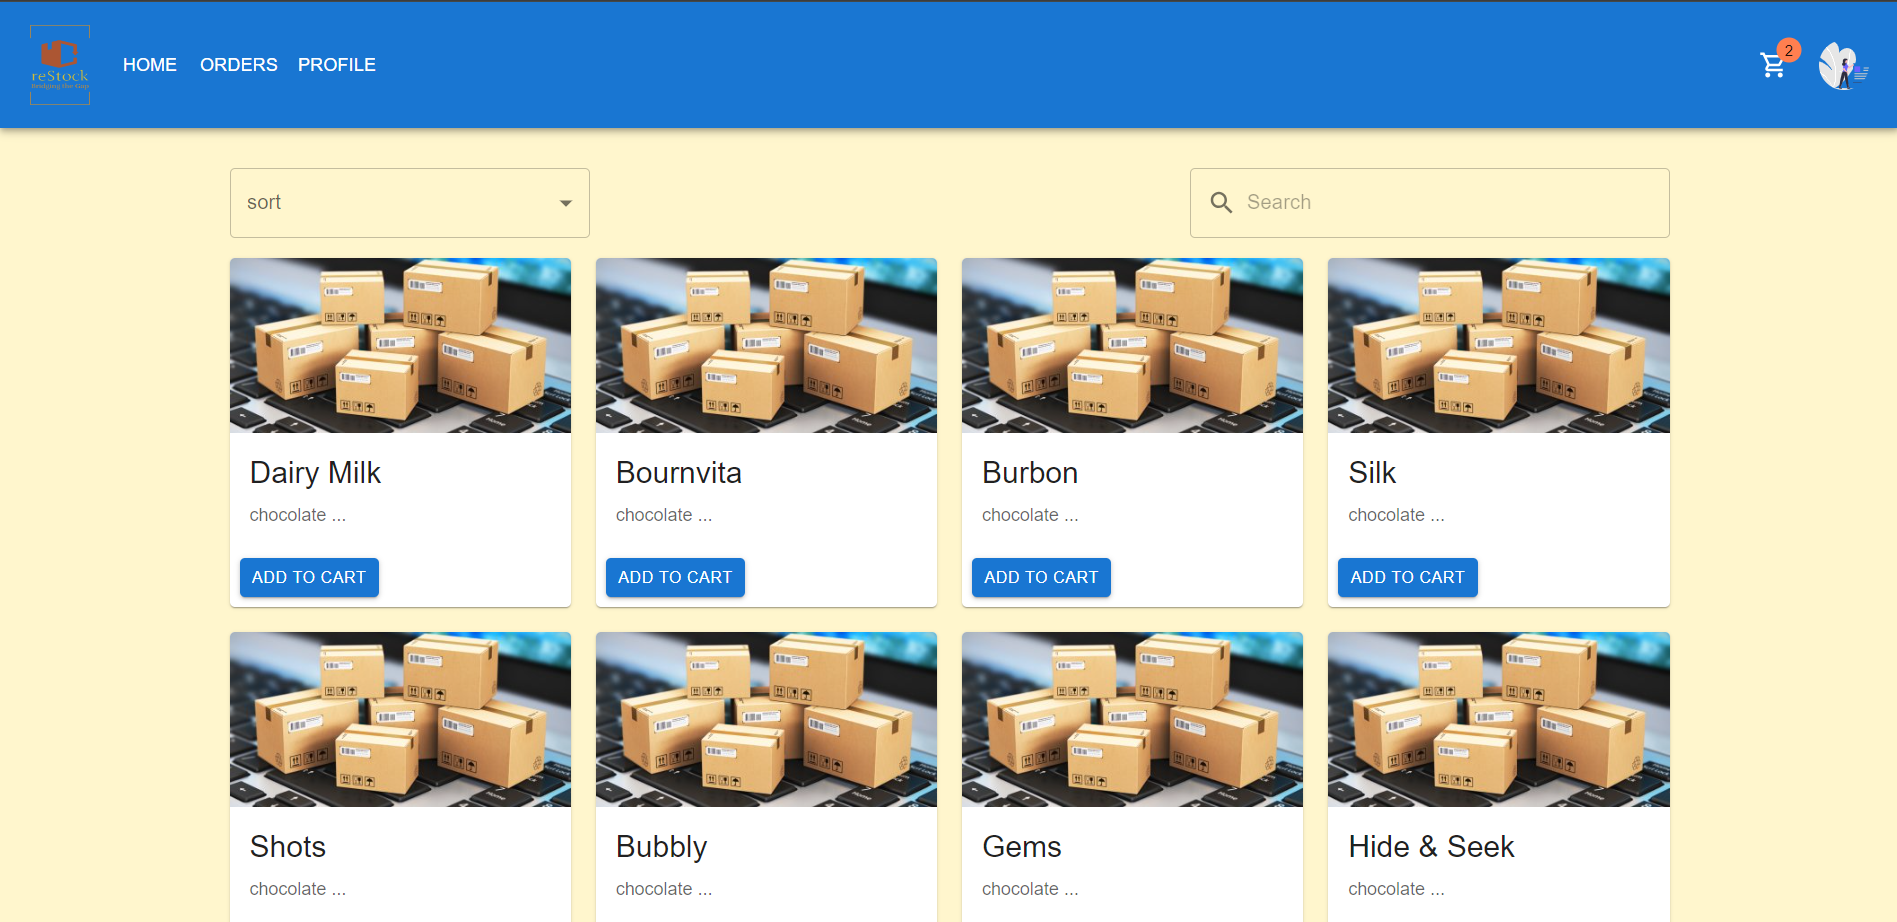 reStock
Bridging the Gap
HOME ORDERS PROFILE
2
sort
Search
Dairy Milk
chocolate ...
ADD TO CART
Bournvita
chocolate ...
ADD TO CART
Burbon
chocolate ...
ADD TO CART
Silk
chocolate ...
ADD TO CART
Shots
chocolate ...
Bubbly
chocolate ...
Gems
chocolate ...
Hide & Seek
chocolate ...